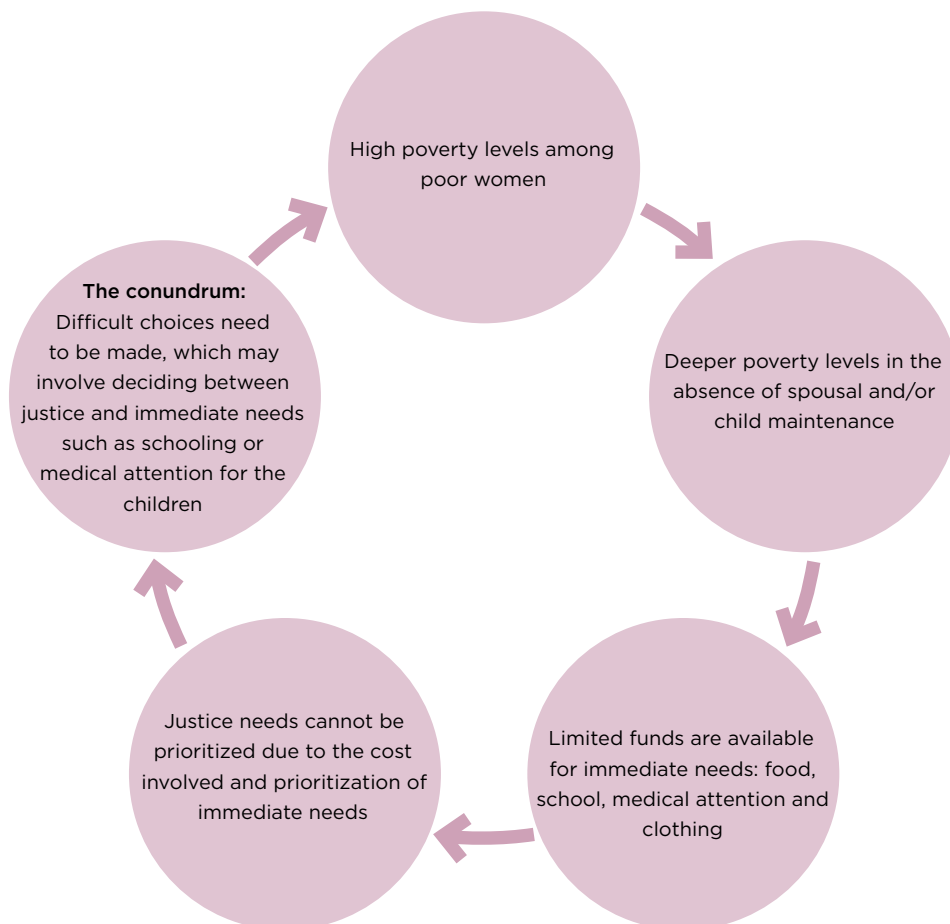 High poverty levels among
poor women
Deeper poverty levels in the
absence of spousal and/or
child maintenance
Limited funds are available
for immediate needs: food,
school, medical attention and
clothing
Justice needs cannot be
prioritized due to the cost
involved and prioritization of
immediate needs
The conundrum:
Difficult choices need
to be made, which may
involve deciding between
justice and immediate needs
such as schooling or
medical attention for the
children